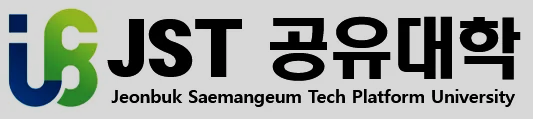 JST 공유대학
Jeonbuk Saemangeum Tech Platform University